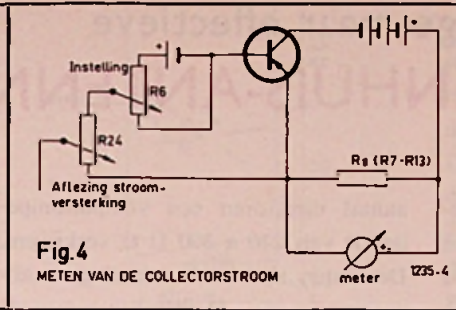 Instelling
R6
R24
Aflezing stroom-
versterking
Rs (R7-R13)
Fig.4
METEN VAN DE COLLECTORSTROOM
meter
1235-4